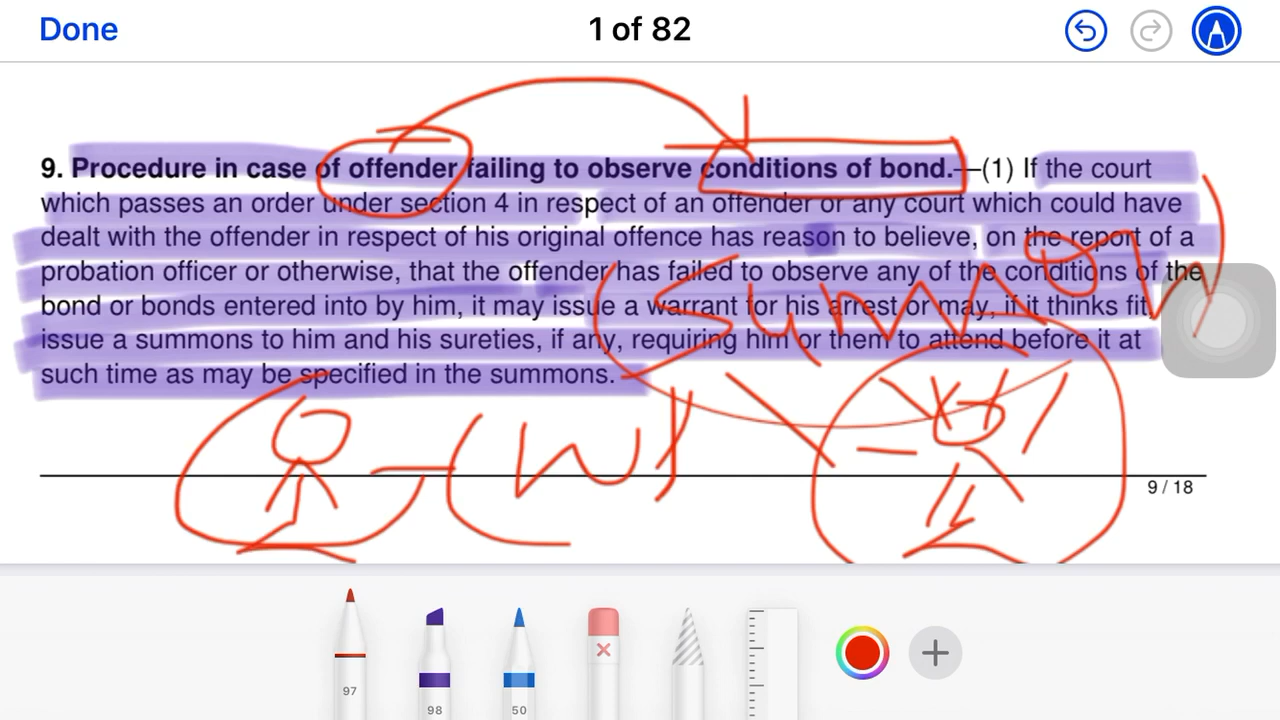 Done
1 of 82
9. Procedure in case of offender failing to observe conditions of bond.—(1) If the court
which passes an order under section 4 in respect of an offender or any court which could have
dealt with the offender in respect of his original offence has reason to believe, on the report of a
probation officer or otherwise, that the offender has failed to observe any of the conditions of the
bond or bonds entered into by him, it may issue a warrant for his arrest or may, if it thinks fit,
issue a summons to him and his sureties, if any, requiring him or them to attend before it at
such time as may be specified in the summons.
(Summon)
(W)
9 / 18
97
98
50